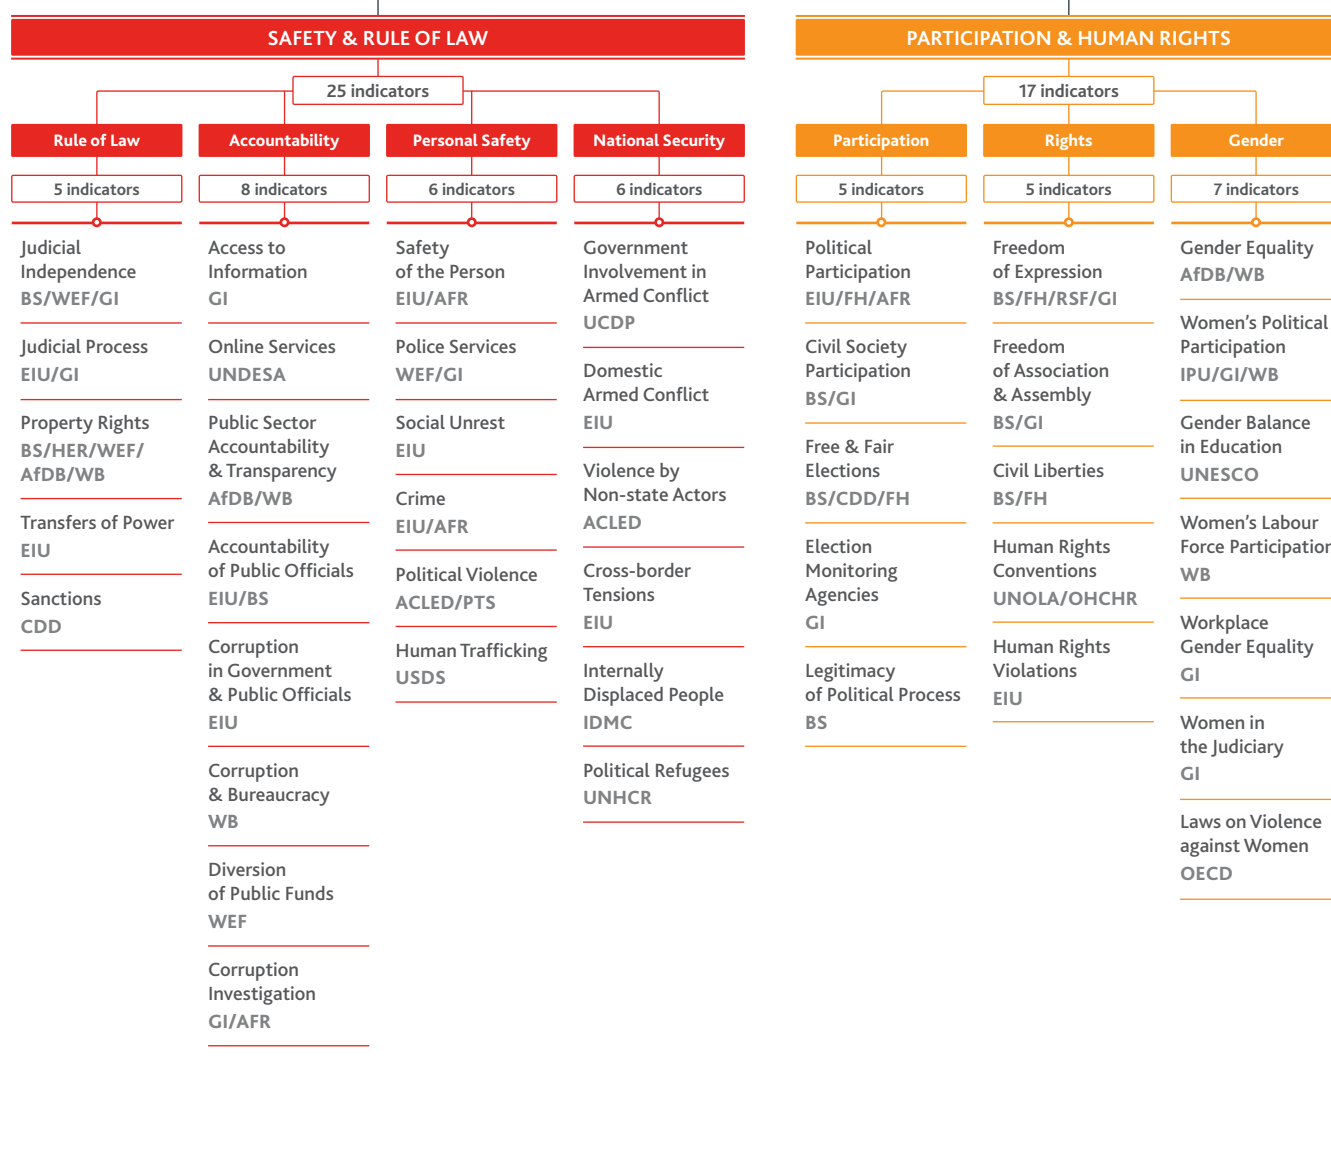 SAFETY & RULE OF LAW
25 indicators
Rule of Law
5 indicators
Judicial
Independence
BS/WEF/GI
Judicial Process
EIU/GI
Property Rights
BS/HER/WEF/
AfDB/WB
Transfers of Power
EIU
Sanctions
CDD
Accountability
8 indicators
Access to
Information
GI
Online Services
UNDESA
Public Sector
Accountability
& Transparency
AfDB/WB
Accountability
of Public Officials
EIU/BS
Corruption
in Government
& Public Officials
EIU
Corruption
& Bureaucracy
WB
Diversion
of Public Funds
WEF
Corruption
Investigation
GI/AFR
Personal Safety
6 indicators
Safety
of the Person
EIU/AFR
Police Services
WEF/GI
Social Unrest
EIU
Crime
EIU/AFR
Political Violence
ACLED/PTS
Human Trafficking
USDS
National Security
6 indicators
Government
Involvement in
Armed Conflict
UCDP
Domestic
Armed Conflict
EIU
Violence by
Non-state Actors
ACLED
Cross-border
Tensions
EIU
Internally
Displaced People
IDMC
Political Refugees
UNHCR
PARTICIPATION & HUMAN RIGHTS
17 indicators
Participation
5 indicators
Political
Participation
EIU/FH/AFR
Civil Society
Participation
BS/GI
Free & Fair
Elections
BS/CDD/FH
Election
Monitoring
Agencies
GI
Legitimacy
of Political Process
BS
Rights
5 indicators
Freedom
of Expression
BS/FH/RSF/GI
Freedom
of Association
& Assembly
BS/GI
Civil Liberties
BS/FH
Human Rights
Conventions
UNOLA/OHCHR
Human Rights
Violations
EIU
Gender
7 indicators
Gender Equality
AfDB/WB
Women's Political
Participation
IPU/GI/WB
Gender Balance
in Education
UNESCO
Women's Labour
Force Participation
WB
Workplace
Gender Equality
GI
Women in
the Judiciary
GI
Laws on Violence
against Women
OECD